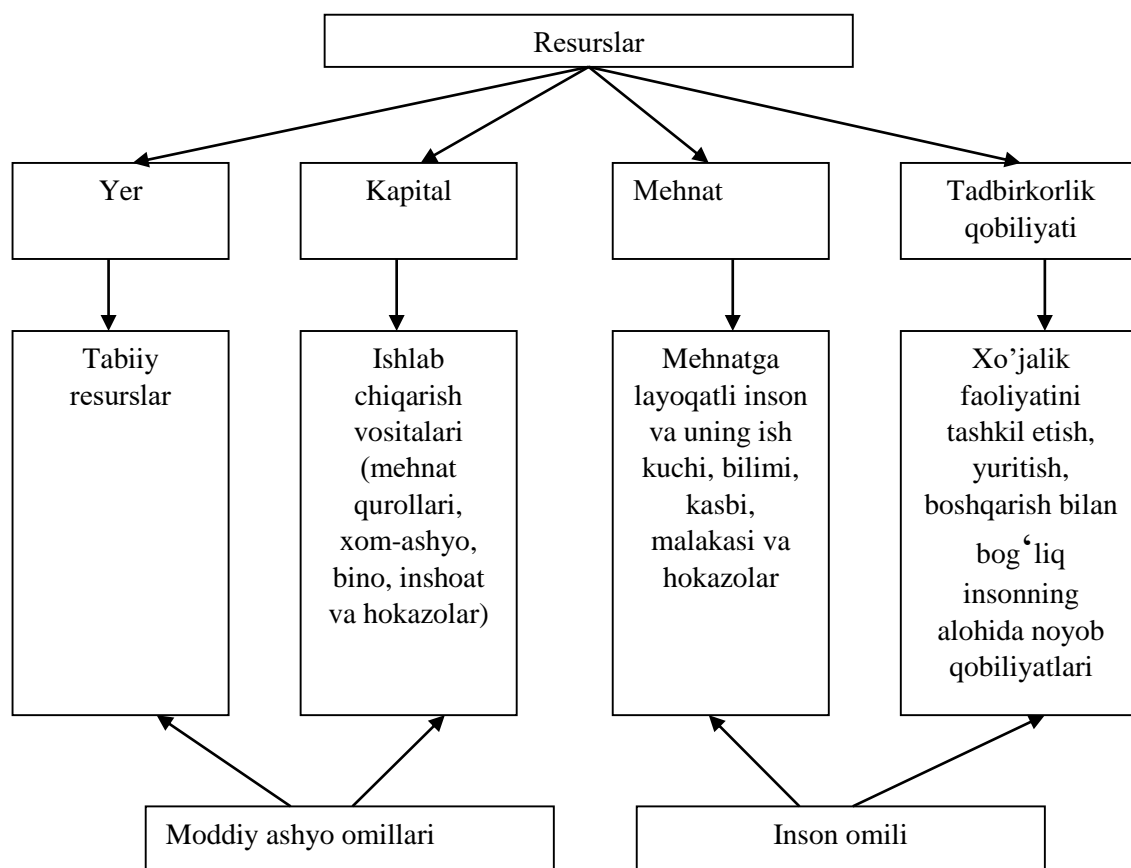 Resurslar
Yer
Kapital
Mehnat
Tadbirkorlik
qobiliyati
Tabiiy
resurslar
Ishlab
chiqarish
vositalari
(mehnat
qurollari,
xom-ashyo,
bino, inshoat
va hokazolar)
Mehnatga
layoqatli inson
va uning ish
kuchi, bilimi,
kasbi,
malakasi va
hokazolar
Xo’jalik
faoliyatini
tashkil etish,
yuritish,
boshqarish bilan
bog‘liq
insonning
alohida noyob
qobiliyatlari
Moddiy ashyo omillari
Inson omili